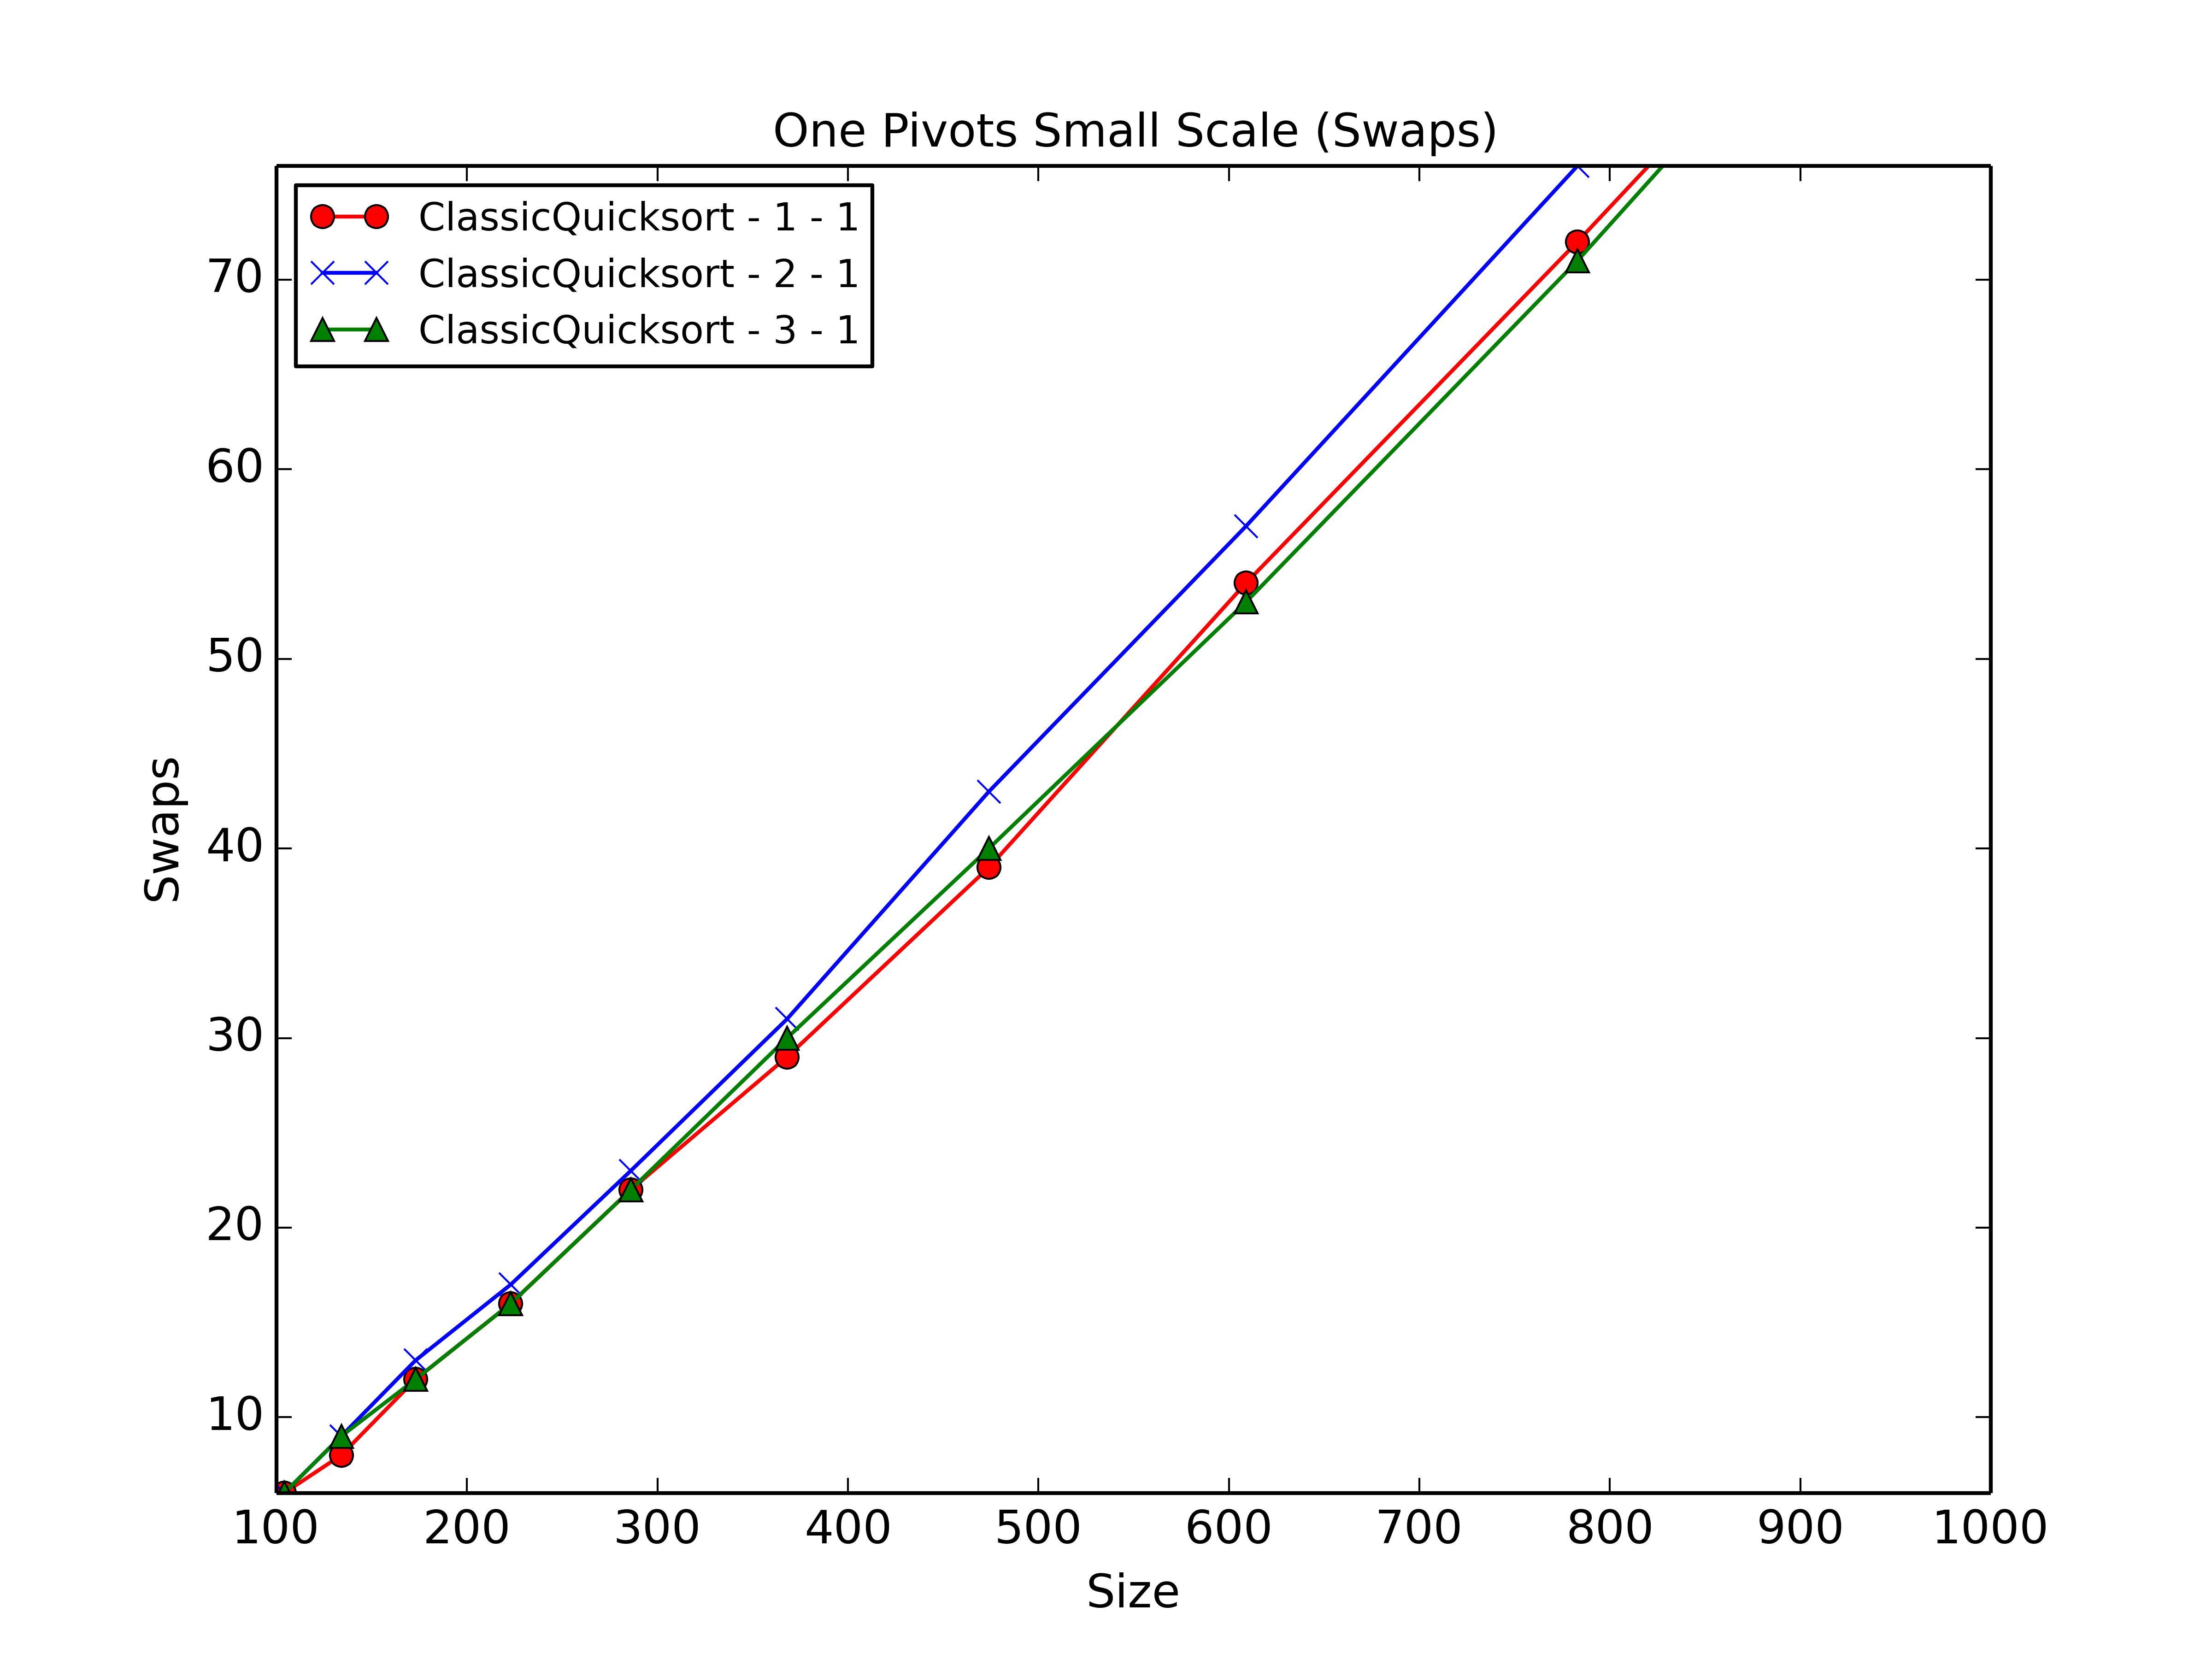 One Pivots Small Scale (Swaps)
ClassicQuicksort - 1 - 1
ClassicQuicksort - 2 - 1
ClassicQuicksort - 3 - 1
70
60
50
40
30
20
10
Swaps
100 200 300 400 500 600 700 800 900 1000
Size